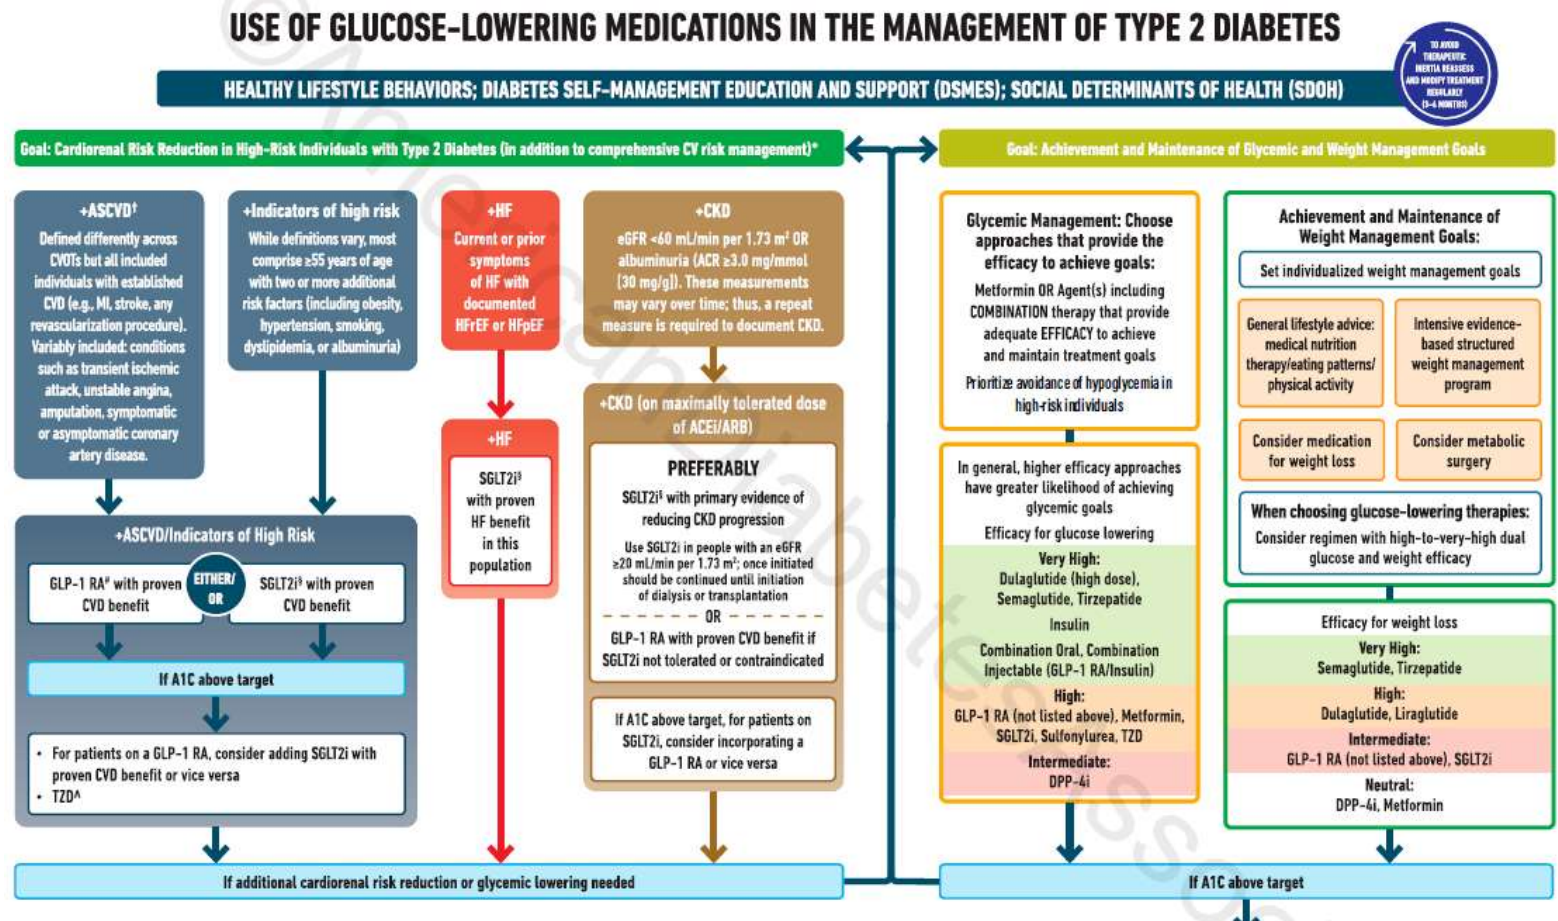 USE OF GLUCOSE-LOWERING MEDICATIONS IN THE MANAGEMENT OF TYPE 2 DIABETES
TO AVOID
THERAPEUTIC
INERTIA REASSESS
AND MODIFY TREATMENT
REGULARLY
(3-6 MONTHS)
HEALTHY LIFESTYLE BEHAVIORS; DIABETES SELF-MANAGEMENT EDUCATION AND SUPPORT (DSMES); SOCIAL DETERMINANTS OF HEALTH (SDOH)
Goal: Cardiorenal Risk Reduction in High-Risk Individuals with Type 2 Diabetes (in addition to comprehensive CV risk management)*
+ASCVD†
Defined differently across
CVOTs but all included
individuals with established
CVD (e.g., MI, stroke, any
revascularization procedure).
Variably included: conditions
such as transient ischemic
attack, unstable angina,
amputation, symptomatic
or asymptomatic coronary
artery disease.
+Indicators of high risk
While definitions vary, most
comprise ≥55 years of age
with two or more additional
risk factors (including obesity,
hypertension, smoking,
dyslipidemia, or albuminuria)
+ASCVD/Indicators of High Risk
GLP-1 RA# with proven
CVD benefit
EITHER/
OR
SGLT2i§ with proven
CVD benefit
If A1C above target
• For patients on a GLP-1 RA, consider adding SGLT2i with
proven CVD benefit or vice versa
• TZD^
+HF
Current or prior
symptoms
of HF with
documented
HFrEF or HFpEF
+HF
SGLT2i§
with proven
HF benefit
in this
population
+CKD
eGFR <60 mL/min per 1.73 m² OR
albuminuria (ACR ≥3.0 mg/mmol
[30 mg/g]). These measurements
may vary over time; thus, a repeat
measure is required to document CKD.
+CKD (on maximally tolerated dose
of ACEi/ARB)
PREFERABLY
SGLT2i§ with primary evidence of
reducing CKD progression
Use SGLT2i in people with an eGFR
≥20 mL/min per 1.73 m²; once initiated
should be continued until initiation
of dialysis or transplantation
OR
GLP-1 RA with proven CVD benefit if
SGLT2i not tolerated or contraindicated
If A1C above target, for patients on
SGLT2i, consider incorporating a
GLP-1 RA or vice versa
If additional cardiorenal risk reduction or glycemic lowering needed
Goal: Achievement and Maintenance of Glycemic and Weight Management Goals
Glycemic Management: Choose
approaches that provide the
efficacy to achieve goals:
Metformin OR Agent(s) including
COMBINATION therapy that provide
adequate EFFICACY to achieve
and maintain treatment goals
Prioritize avoidance of hypoglycemia in
high-risk individuals
In general, higher efficacy approaches
have greater likelihood of achieving
glycemic goals
Efficacy for glucose lowering
Very High:
Dulaglutide (high dose),
Semaglutide, Tirzepatide
Insulin
Combination Oral, Combination
Injectable (GLP-1 RA/Insulin)
High:
GLP-1 RA (not listed above), Metformin,
SGLT2i, Sulfonylurea, TZD
Intermediate:
DPP-4i
Achievement and Maintenance of
Weight Management Goals:
Set individualized weight management goals
General lifestyle advice:
medical nutrition
therapy/eating patterns/
physical activity
Intensive evidence-
based structured
weight management
program
Consider medication
for weight loss
Consider metabolic
surgery
When choosing glucose-lowering therapies:
Consider regimen with high-to-very-high dual
glucose and weight efficacy
Efficacy for weight loss
Very High:
Semaglutide, Tirzepatide
High:
Dulaglutide, Liraglutide
Intermediate:
GLP-1 RA (not listed above), SGLT2i
Neutral:
DPP-4i, Metformin
If A1C above target
©American Diabetes Assoc